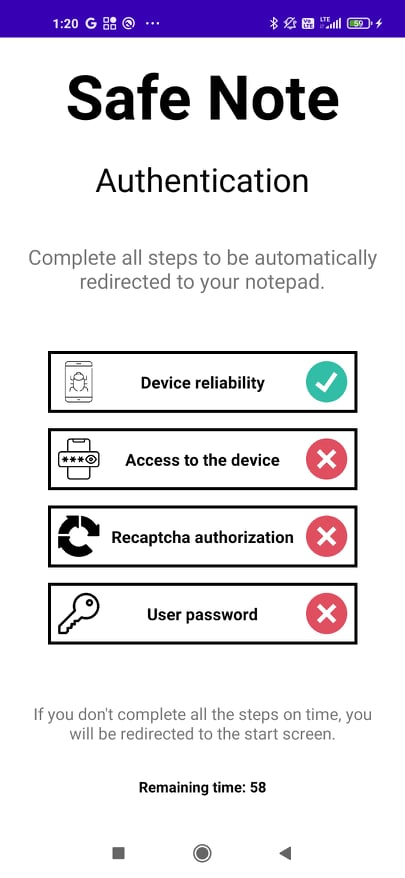 1:20
LTE
59
Safe Note
Authentication
Complete all steps to be automatically
redirected to your notepad.
Device reliability
***
Access to the device
Recaptcha authorization
User password
If you don't complete all the steps on time, you
will be redirected to the start screen.
Remaining time: 58